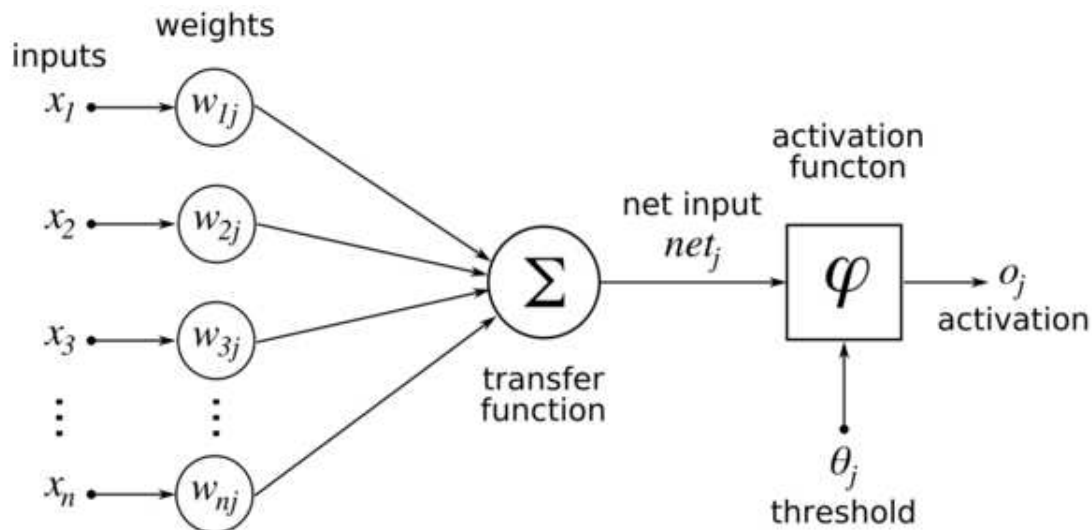 weights
inputs
x₁ w₁ⱼ
activation
functon
x₂ w₂ⱼ
net input
netⱼ
Σ
φ
oⱼ
activation
x₃ w₃ⱼ
transfer
function
⋮ ⋮
θⱼ
threshold
xₙ wₙⱼ